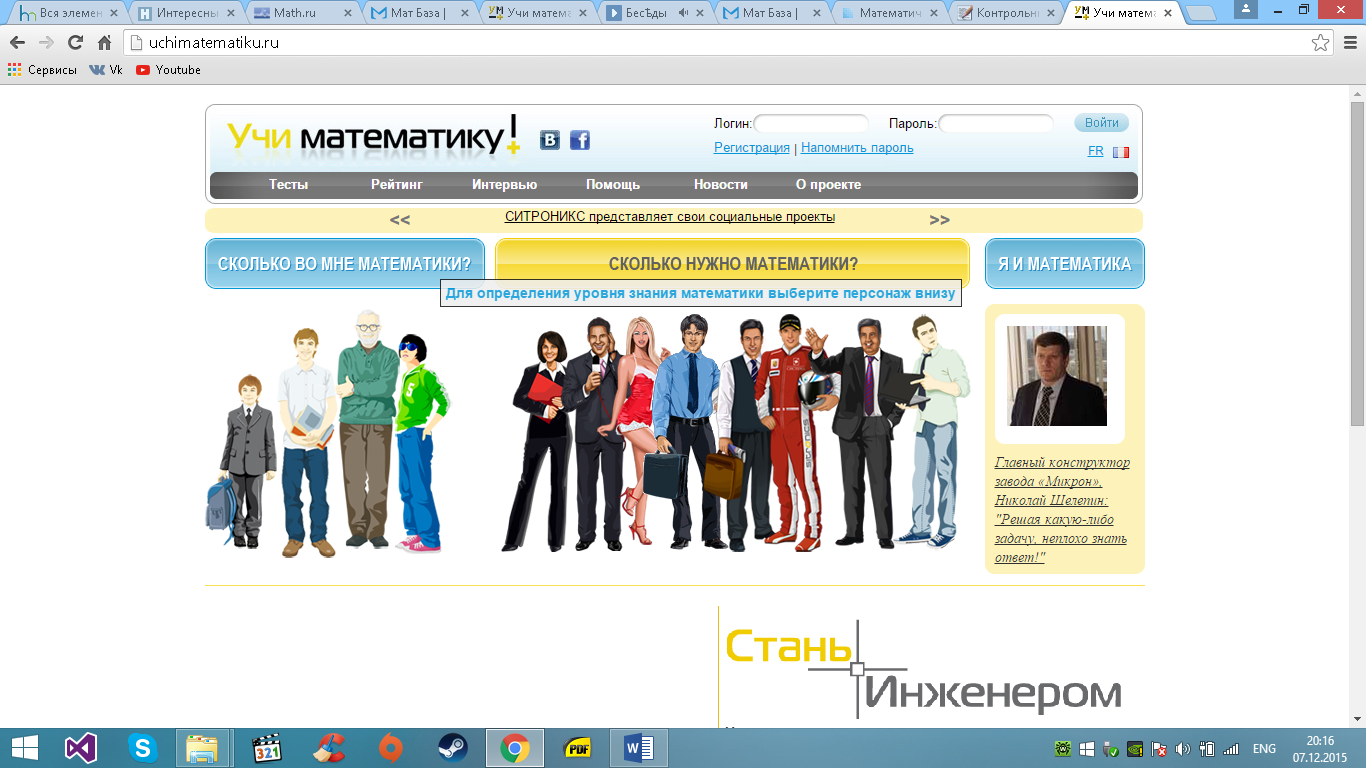 Вся элемен
Интересны
Math.ru
Мат База |
Учи матема
БесЪды
Мат База |
Математич
Контрольн
Учи матема
uchimatematiku.ru
Сервисы
Vk
Youtube
Учи математику!
Логин:
Пароль:
Войти
Регистрация | Напомнить пароль
FR
Тесты
Рейтинг
Интервью
Помощь
Новости
О проекте
<<
СИТРОНИКС представляет свои социальные проекты
>>
СКОЛЬКО ВО МНЕ МАТЕМАТИКИ?
СКОЛЬКО НУЖНО МАТЕМАТИКИ?
Я И МАТЕМАТИКА
Для определения уровня знания математики выберите персонаж внизу
Главный конструктор
завода «Микрон»,
Николай Шелепин:
"Решая какую-либо
задачу, неплохо знать
ответ!"
Стань
Инженером
321
PDF
ENG
20:16
07.12.2015